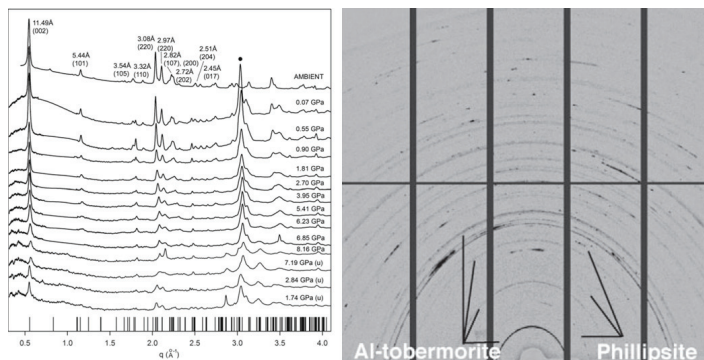 11.49Å
(002)
5.44Å
(101)
3.54Å
(105)
3.32Å
(110)
3.08Å
(220)
2.97Å
(220)
2.82Å
(107), (200)
2.72Å
(202)
2.51Å
(204)
2.45Å
(017)
AMBIENT
0.07 GPa
0.55 GPa
0.90 GPa
1.81 GPa
2.70 GPa
3.95 GPa
5.41 GPa
6.23 GPa
6.85 GPa
8.16 GPa
7.19 GPa (u)
2.84 GPa (u)
1.74 GPa (u)
0.5 1.0 1.5 2.0 2.5 3.0 3.5 4.0
q (Å⁻¹)
Al-tobermorite Phillipsite